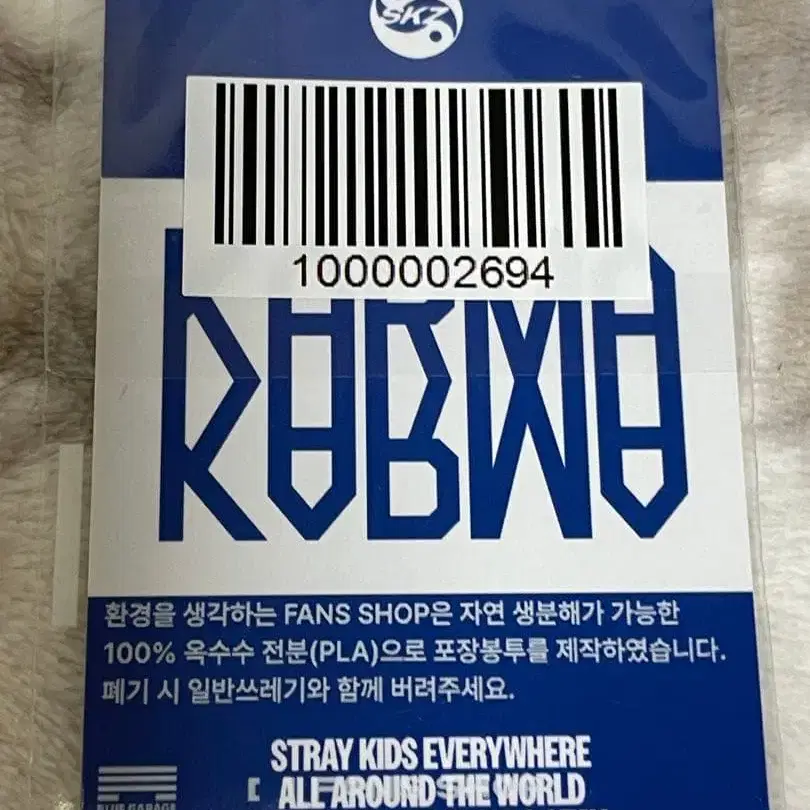 SKZ
1000002694
KARMA
환경을 생각하는 FANS SHOP은 자연 생분해가 가능한
100% 옥수수 전분(PLA)으로 포장봉투를 제작하였습니다.
폐기 시 일반쓰레기와 함께 버려주세요.
STRAY KIDS EVERYWHERE
ALL AROUND THE WORLD
BLUE GARAGE